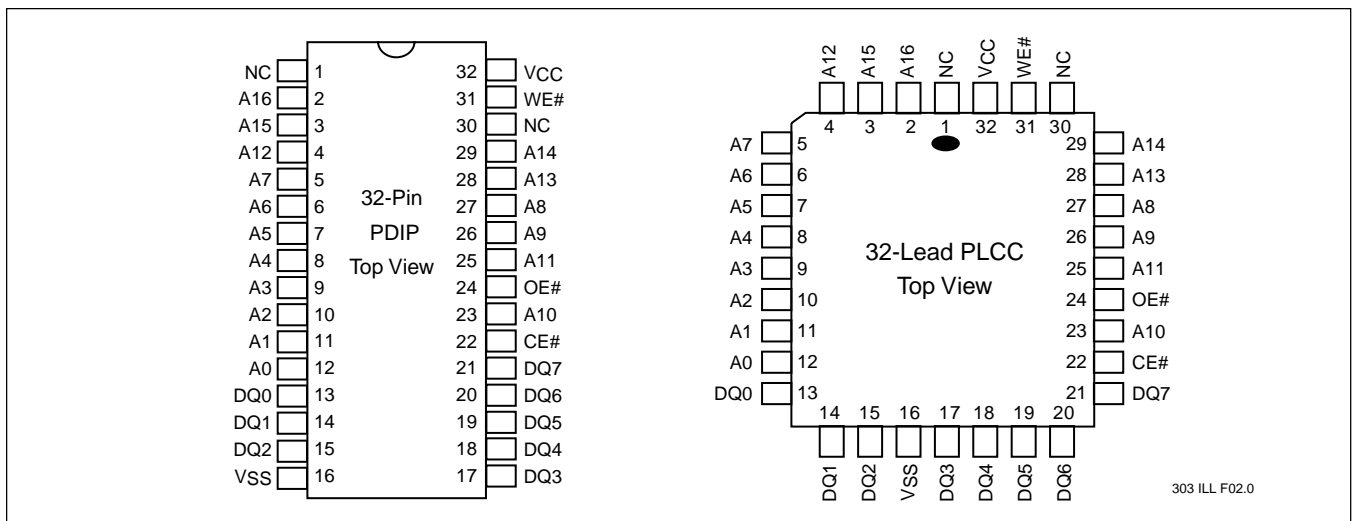 NC 1 32 VCC
A16 2 31 WE#
A15 3 30 NC
A12 4 29 A14
A7 5 28 A13
A6 6 27 A8
A5 7 26 A9
A4 8 25 A11
A3 9 24 OE#
A2 10 23 A10
A1 11 22 CE#
A0 12 21 DQ7
DQ0 13 20 DQ6
DQ1 14 19 DQ5
DQ2 15 18 DQ4
VSS 16 17 DQ3
32-Pin
PDIP
Top View
A12 A15 A16 NC VCC WE# NC
4 3 2 1 32 31 30
A7 5 29 A14
A6 6 28 A13
A5 7 27 A8
A4 8 26 A9
A3 9 25 A11
A2 10 24 OE#
A1 11 23 A10
A0 12 22 CE#
DQ0 13 21 DQ7
32-Lead PLCC
Top View
14 15 16 17 18 19 20
DQ1 DQ2 VSS DQ3 DQ4 DQ5 DQ6
303 ILL F02.0